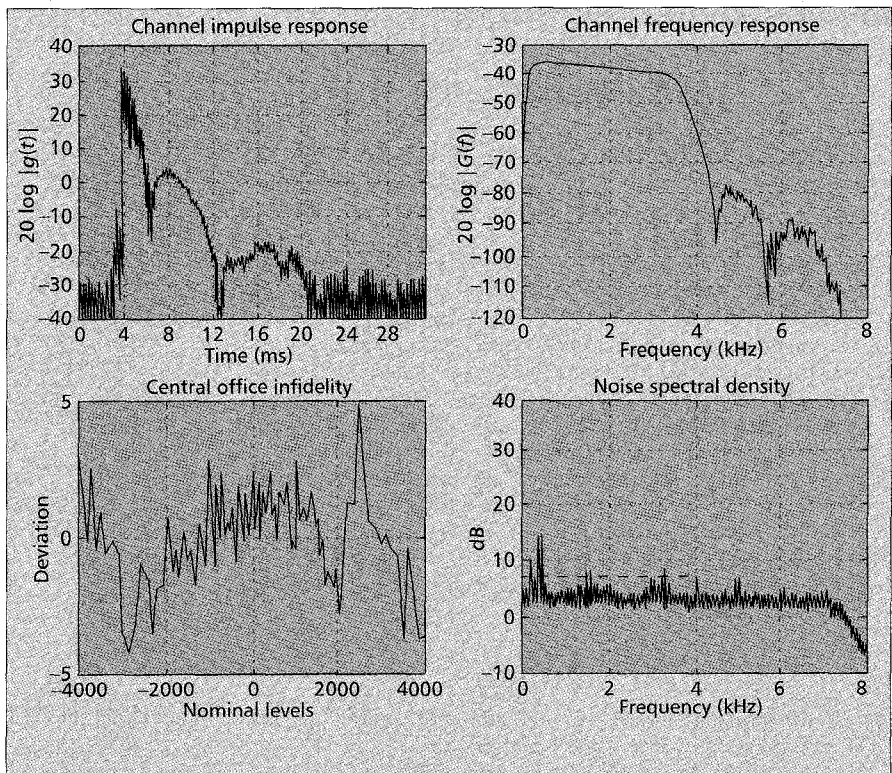 Channel impulse response
20 log |g(t)|
40
30
20
10
0
−10
−20
−30
−40
0 4 8 12 16 20 24 28
Time (ms)
Channel frequency response
20 log |G(f)|
−30
−40
−50
−60
−70
−80
−90
−100
−110
−120
0 2 4 6 8
Frequency (kHz)
Central office infidelity
Deviation
5
0
−5
−4000 −2000 0 2000 4000
Nominal levels
Noise spectral density
dB
40
30
20
10
0
−10
0 2 4 6 8
Frequency (kHz)